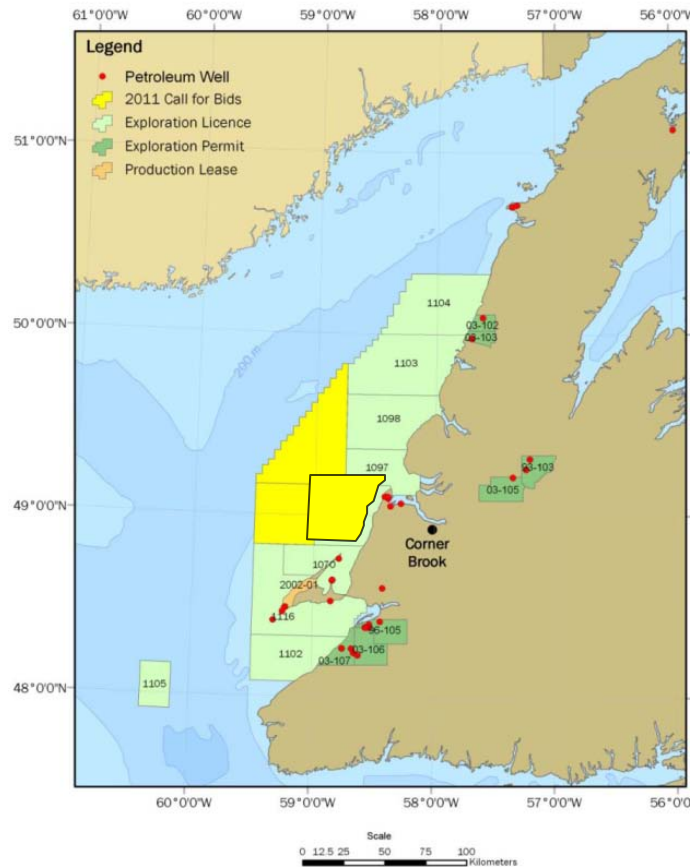 61°0'0"W 60°0'0"W 59°0'0"W 58°0'0"W 57°0'0"W 56°0'0"W
Legend
Petroleum Well
2011 Call for Bids
Exploration Licence
Exploration Permit
Production Lease
51°0'0"N
50°0'0"N
49°0'0"N
48°0'0"N
200 m
1104
03-102
03-103
1103
1098
1097
93-103
03-105
Corner
Brook
1070
2002-01
1116
96-105
1102
03-106
03-107
1105
60°0'0"W 59°0'0"W 58°0'0"W 57°0'0"W 56°0'0"W
Scale
0 12.5 25 50 75 100
Kilometers